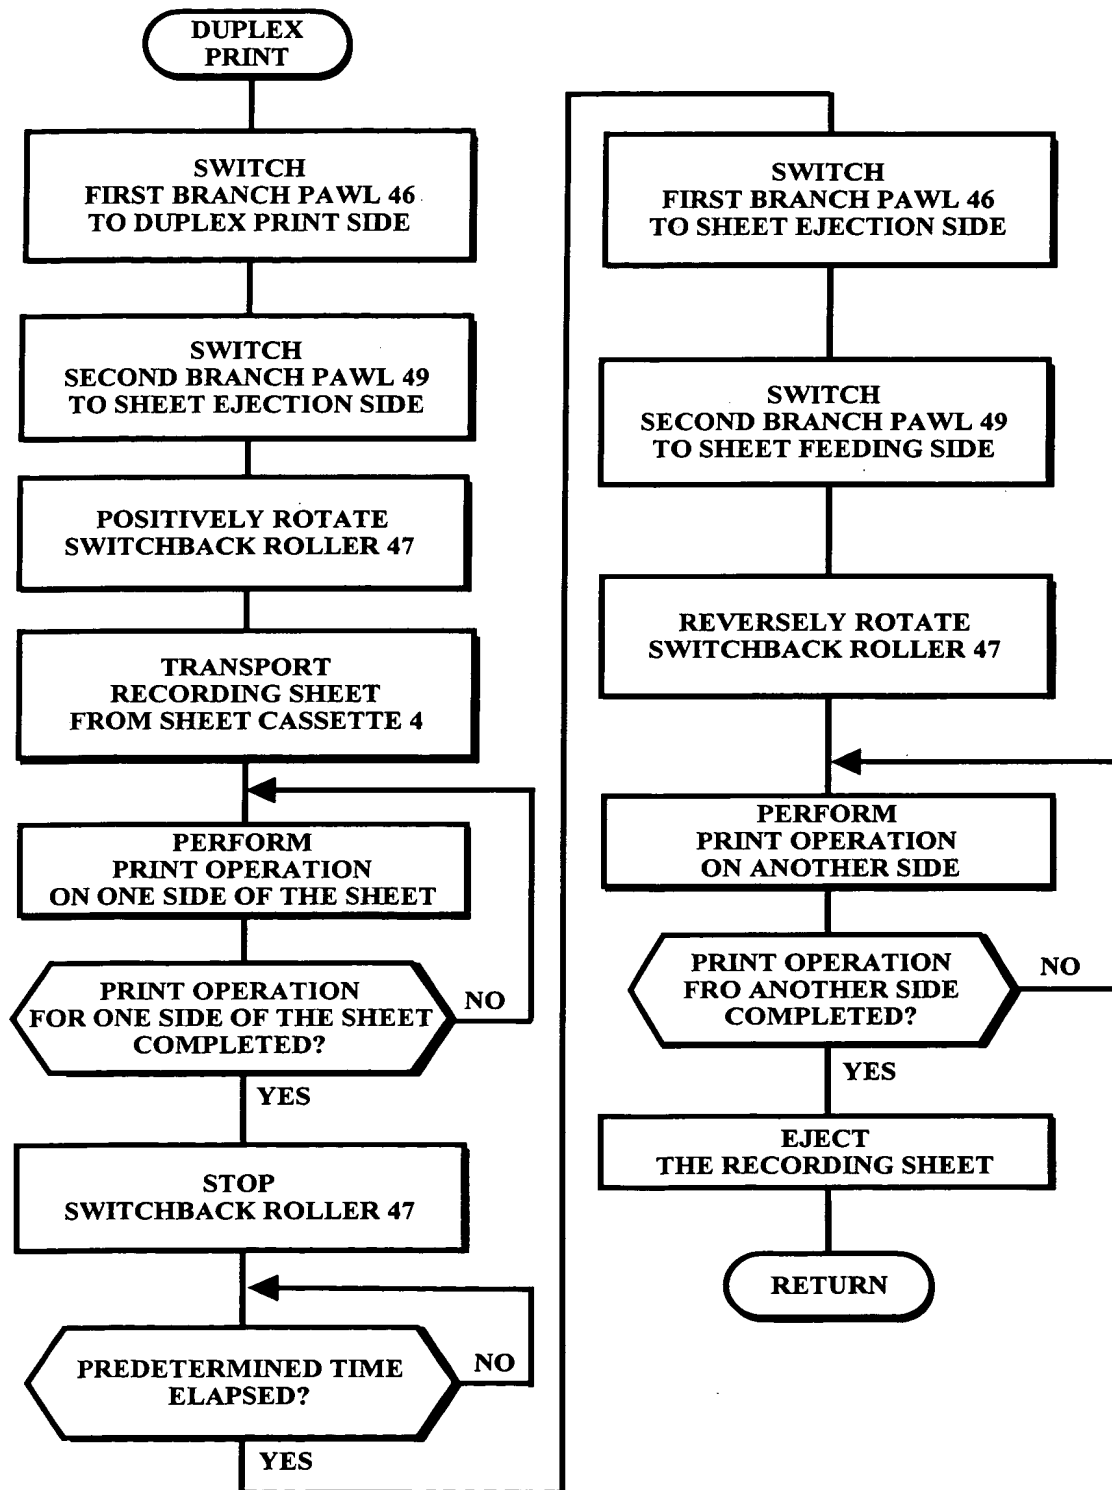 DUPLEX
PRINT
SWITCH
FIRST BRANCH PAWL 46
TO DUPLEX PRINT SIDE
SWITCH
SECOND BRANCH PAWL 49
TO SHEET EJECTION SIDE
POSITIVELY ROTATE
SWITCHBACK ROLLER 47
TRANSPORT
RECORDING SHEET
FROM SHEET CASSETTE 4
PERFORM
PRINT OPERATION
ON ONE SIDE OF THE SHEET
PRINT OPERATION
FOR ONE SIDE OF THE SHEET
COMPLETED?
NO
YES
STOP
SWITCHBACK ROLLER 47
PREDETERMINED TIME
ELAPSED?
NO
YES
SWITCH
FIRST BRANCH PAWL 46
TO SHEET EJECTION SIDE
SWITCH
SECOND BRANCH PAWL 49
TO SHEET FEEDING SIDE
REVERSELY ROTATE
SWITCHBACK ROLLER 47
PERFORM
PRINT OPERATION
ON ANOTHER SIDE
PRINT OPERATION
FRO ANOTHER SIDE
COMPLETED?
NO
YES
EJECT
THE RECORDING SHEET
RETURN